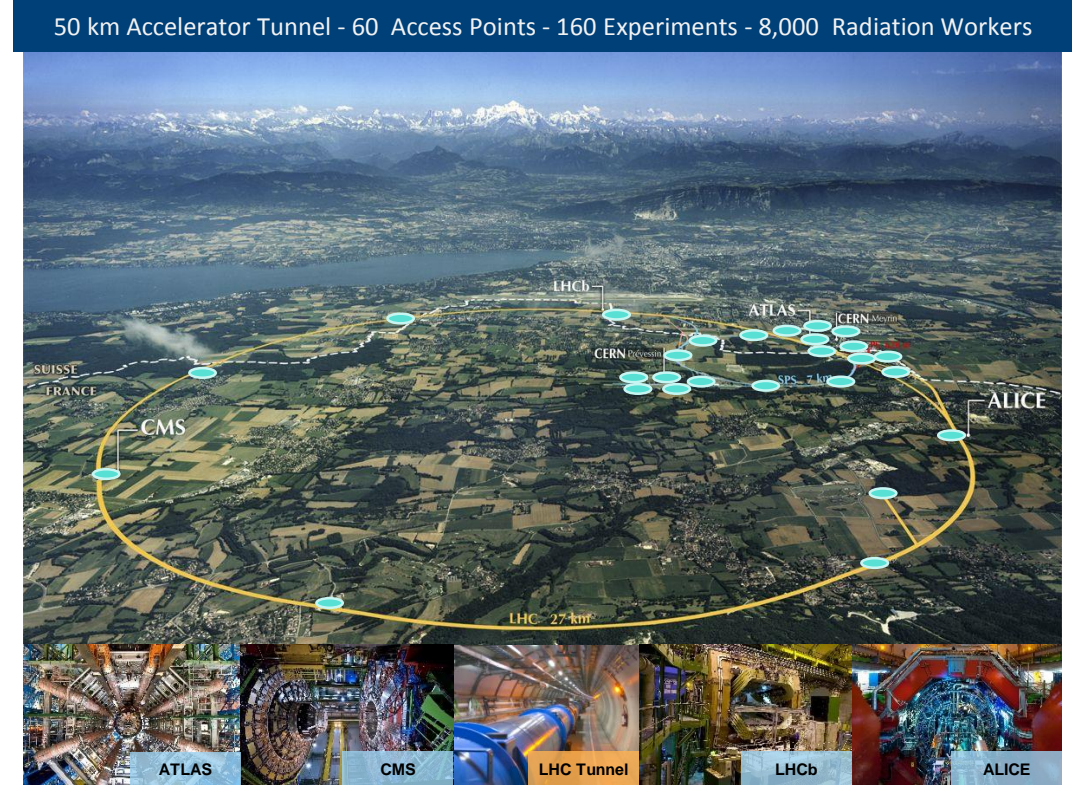 50 km Accelerator Tunnel - 60 Access Points - 160 Experiments - 8,000 Radiation Workers
LHCb
ATLAS
CERN Meyrin
CERN Prévessin
SUISSE
FRANCE
SPS 7 km
CMS
ALICE
LHC 27 km
ATLAS
CMS
LHC Tunnel
LHCb
ALICE